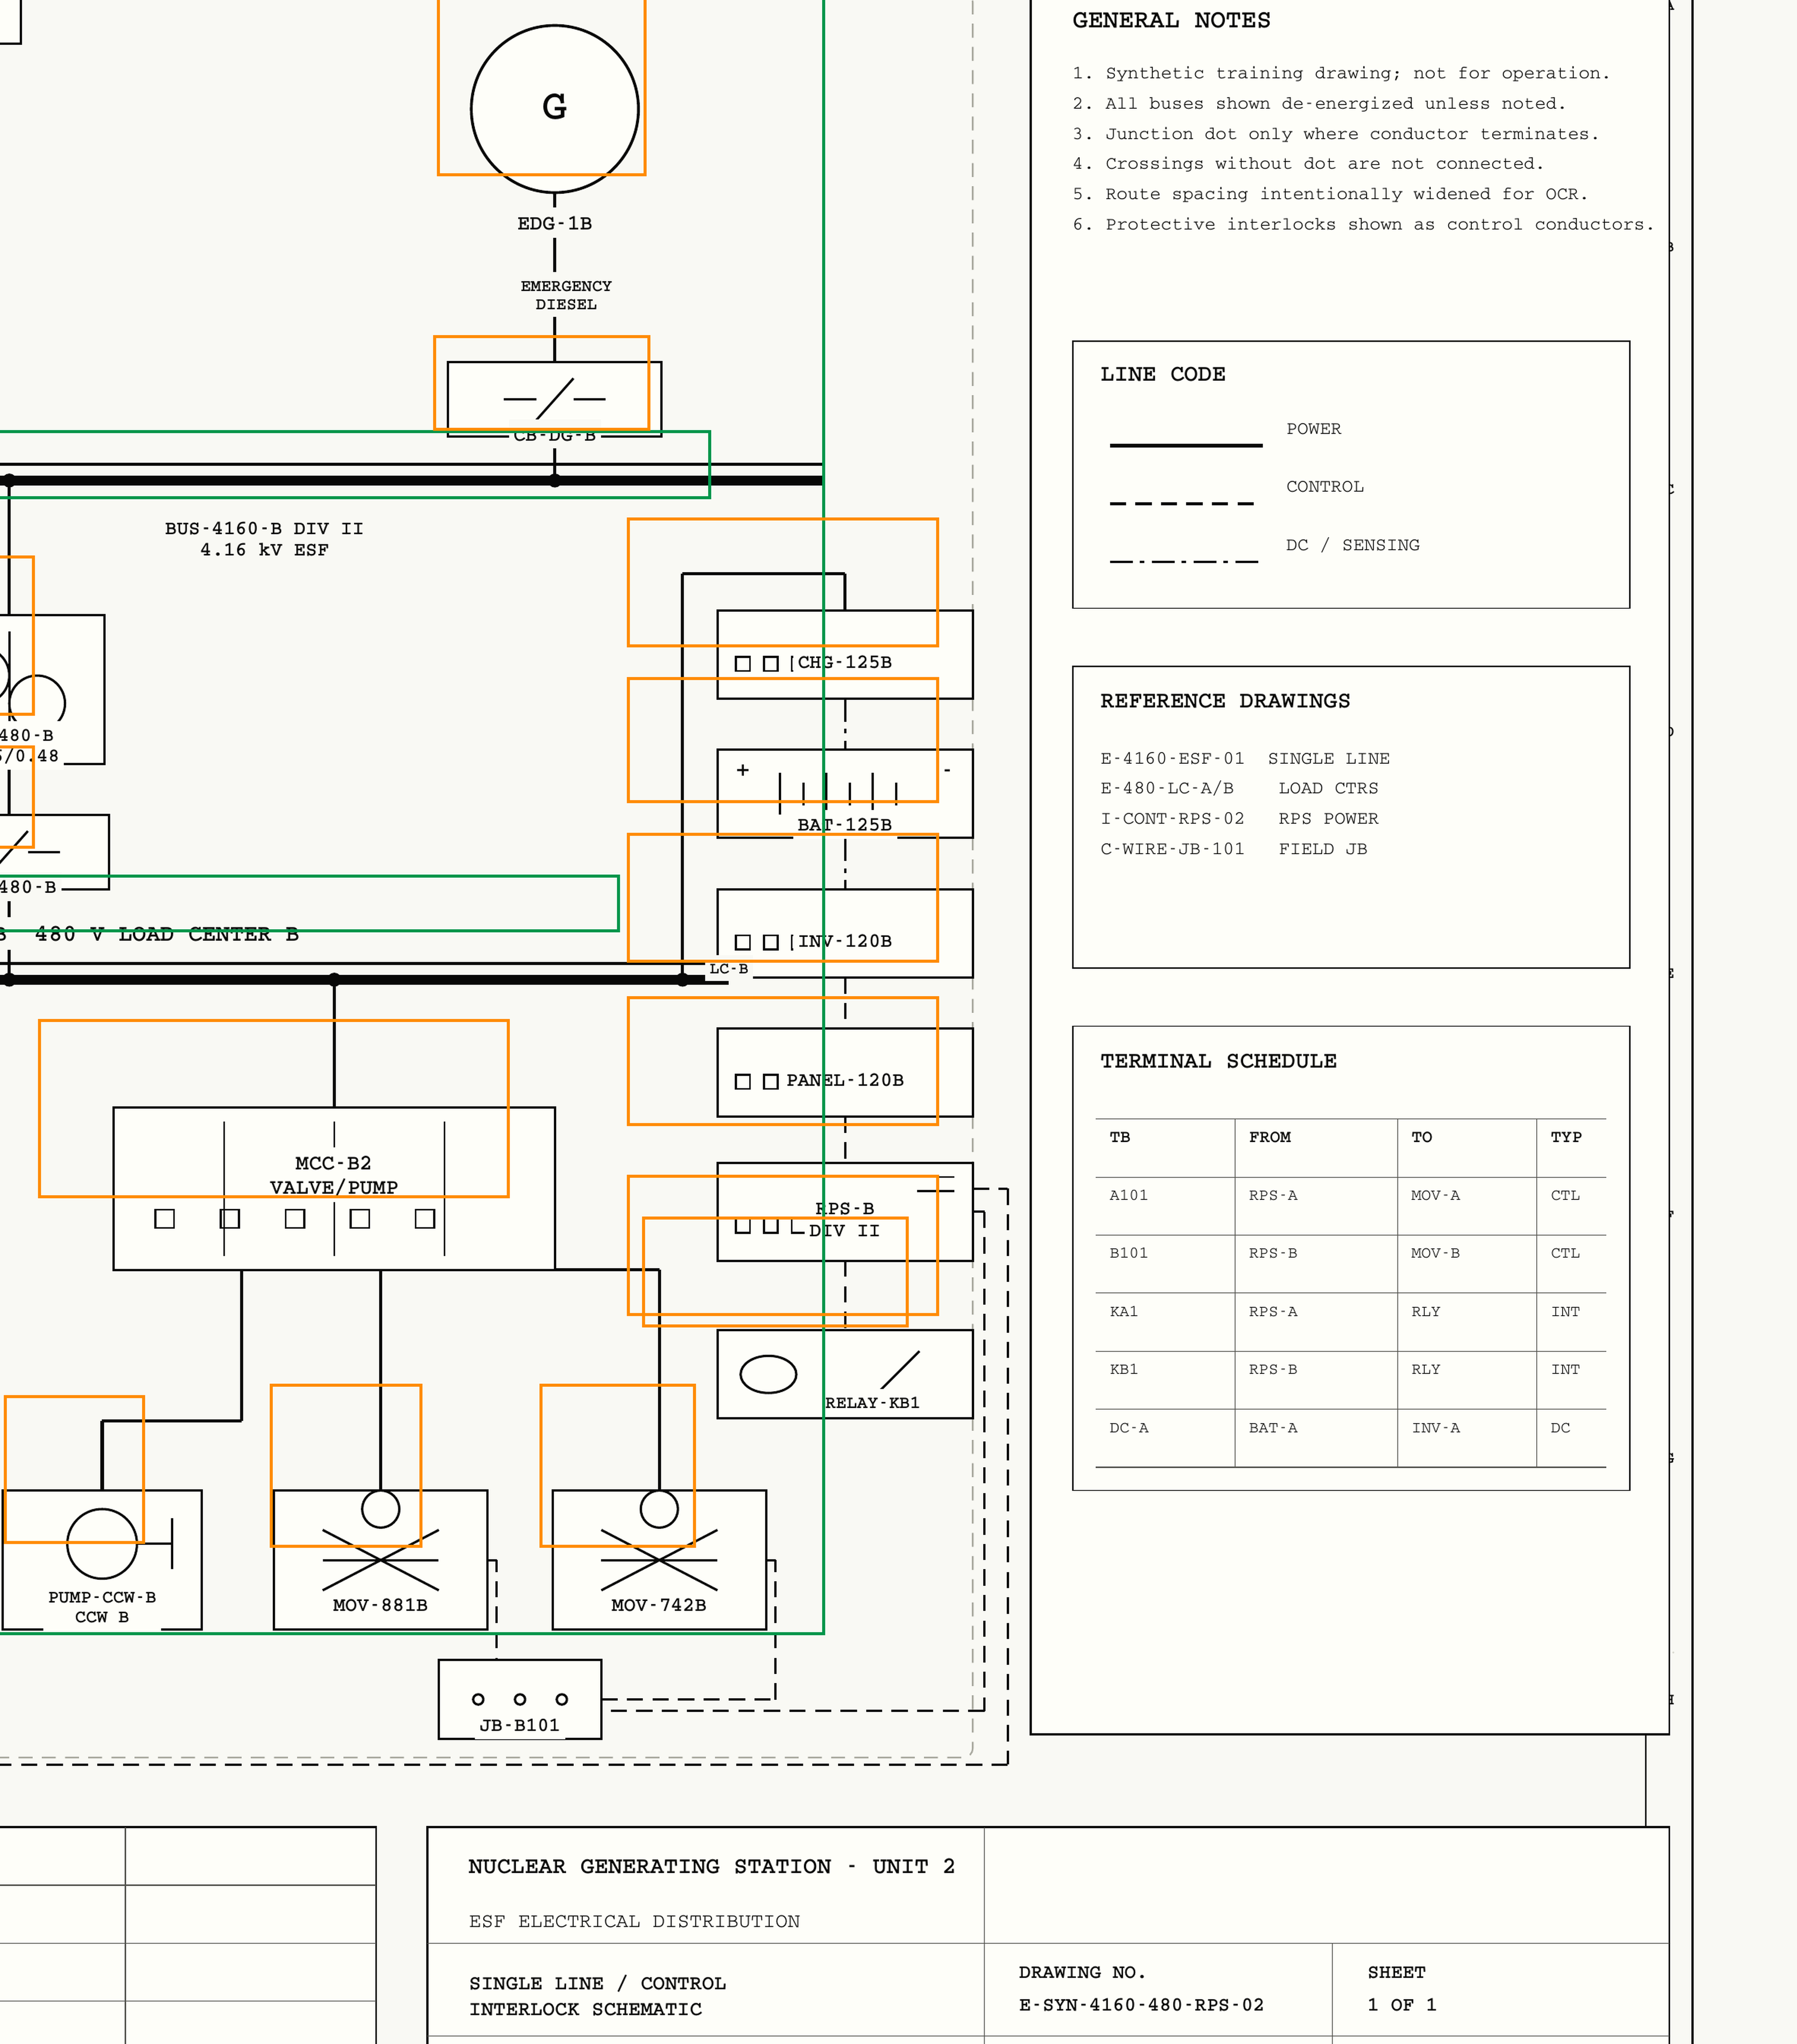 G
EDG-1B
EMERGENCY
DIESEL
CB-DG-B
BUS-4160-B DIV II
4.16 kV ESF
480-B
5/0.48
480-B
B 480 V LOAD CENTER B
LC-B
CHG-125B
+ -
BAT-125B
INV-120B
PANEL-120B
RPS-B
DIV II
RELAY-KB1
MCC-B2
VALVE/PUMP
PUMP-CCW-B
CCW B
MOV-881B
MOV-742B
JB-B101
GENERAL NOTES
1. Synthetic training drawing; not for operation.
2. All buses shown de-energized unless noted.
3. Junction dot only where conductor terminates.
4. Crossings without dot are not connected.
5. Route spacing intentionally widened for OCR.
6. Protective interlocks shown as control conductors.
LINE CODE
POWER
CONTROL
DC / SENSING
REFERENCE DRAWINGS
E-4160-ESF-01 SINGLE LINE
E-480-LC-A/B LOAD CTRS
I-CONT-RPS-02 RPS POWER
C-WIRE-JB-101 FIELD JB
TERMINAL SCHEDULE
TB FROM TO TYP
A101 RPS-A MOV-A CTL
B101 RPS-B MOV-B CTL
KA1 RPS-A RLY INT
KB1 RPS-B RLY INT
DC-A BAT-A INV-A DC
NUCLEAR GENERATING STATION - UNIT 2
ESF ELECTRICAL DISTRIBUTION
SINGLE LINE / CONTROL
INTERLOCK SCHEMATIC
DRAWING NO.
E-SYN-4160-480-RPS-02
SHEET
1 OF 1